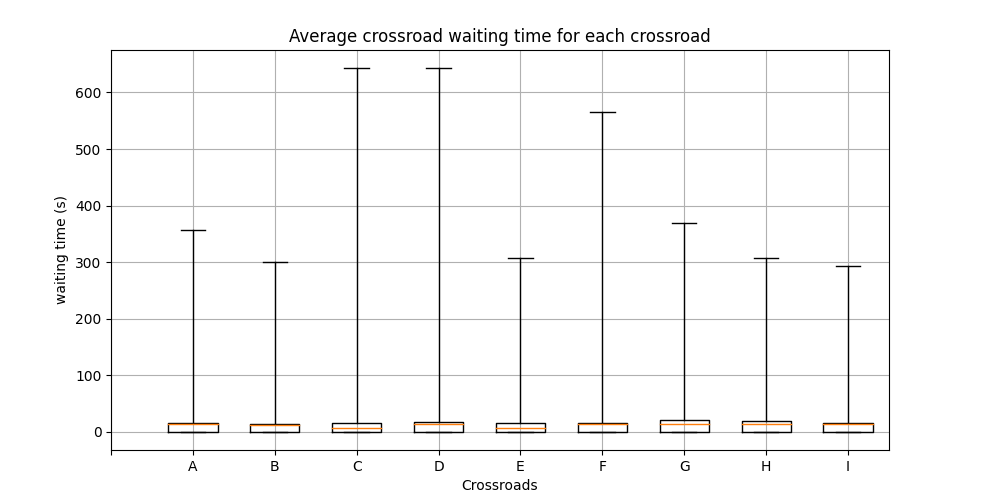 Average crossroad waiting time for each crossroad
waiting time (s)
600
500
400
300
200
100
0
A B C D E F G H I
Crossroads